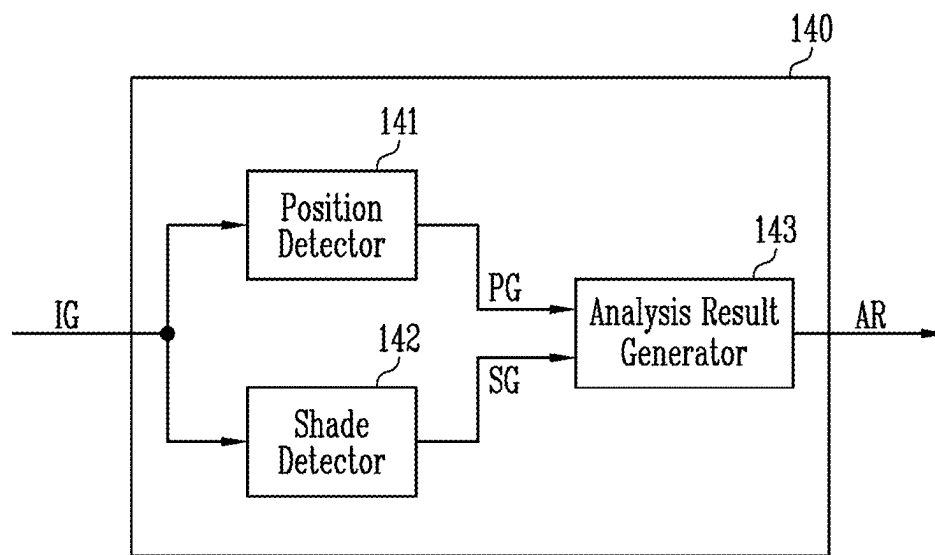 140
141
Position
Detector
143
IG
PG
Analysis Result
Generator
AR
142
SG
Shade
Detector